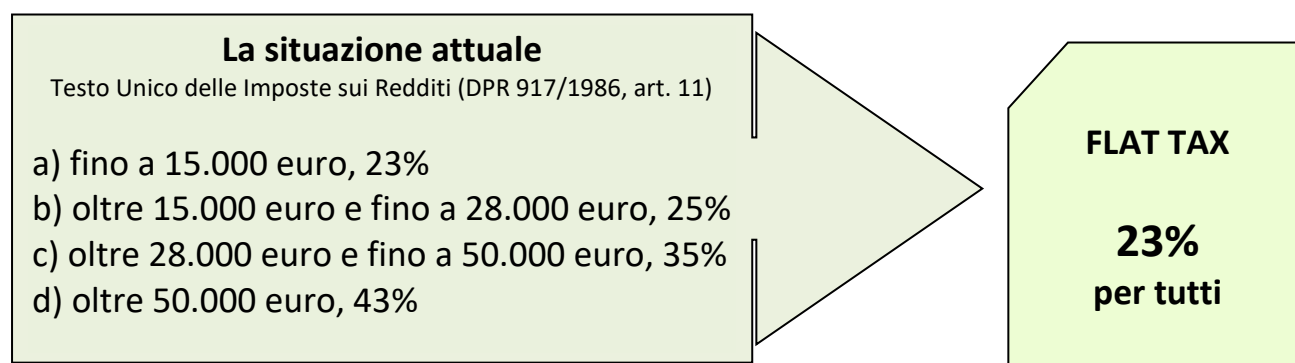 La situazione attuale
Testo Unico delle Imposte sui Redditi (DPR 917/1986, art. 11)
a) fino a 15.000 euro, 23%
b) oltre 15.000 euro e fino a 28.000 euro, 25%
c) oltre 28.000 euro e fino a 50.000 euro, 35%
d) oltre 50.000 euro, 43%
FLAT TAX
23%
per tutti